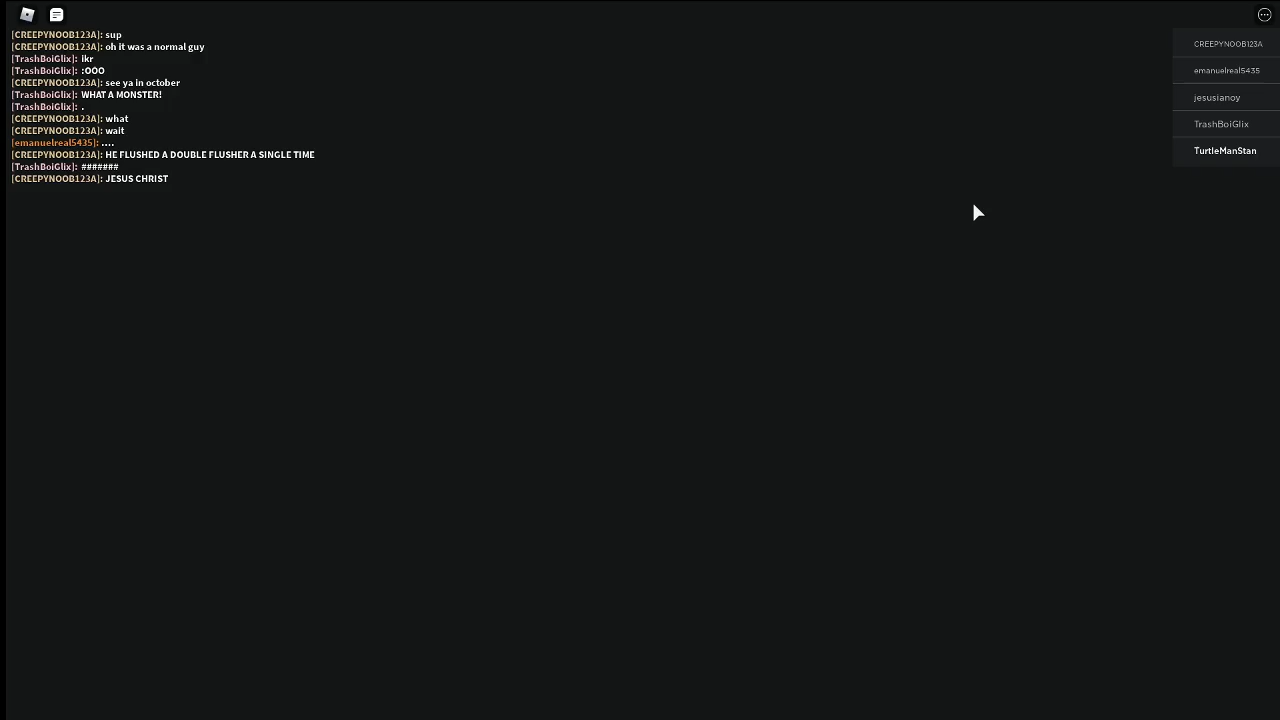 [CREEPYNOOB123A]: sup
[CREEPYNOOB123A]: oh it was a normal guy
[TrashBoiGlix]: ikr
[TrashBoiGlix]: :OOO
[CREEPYNOOB123A]: see ya in october
[TrashBoiGlix]: WHAT A MONSTER!
[TrashBoiGlix]: .
[CREEPYNOOB123A]: what
[CREEPYNOOB123A]: wait
[emanuelreal5435]: ....
[CREEPYNOOB123A]: HE FLUSHED A DOUBLE FLUSHER A SINGLE TIME
[TrashBoiGlix]: #######
[CREEPYNOOB123A]: JESUS CHRIST
CREEPYNOOB123A
emanuelreal5435
jesusianoy
TrashBoiGlix
TurtleManStan